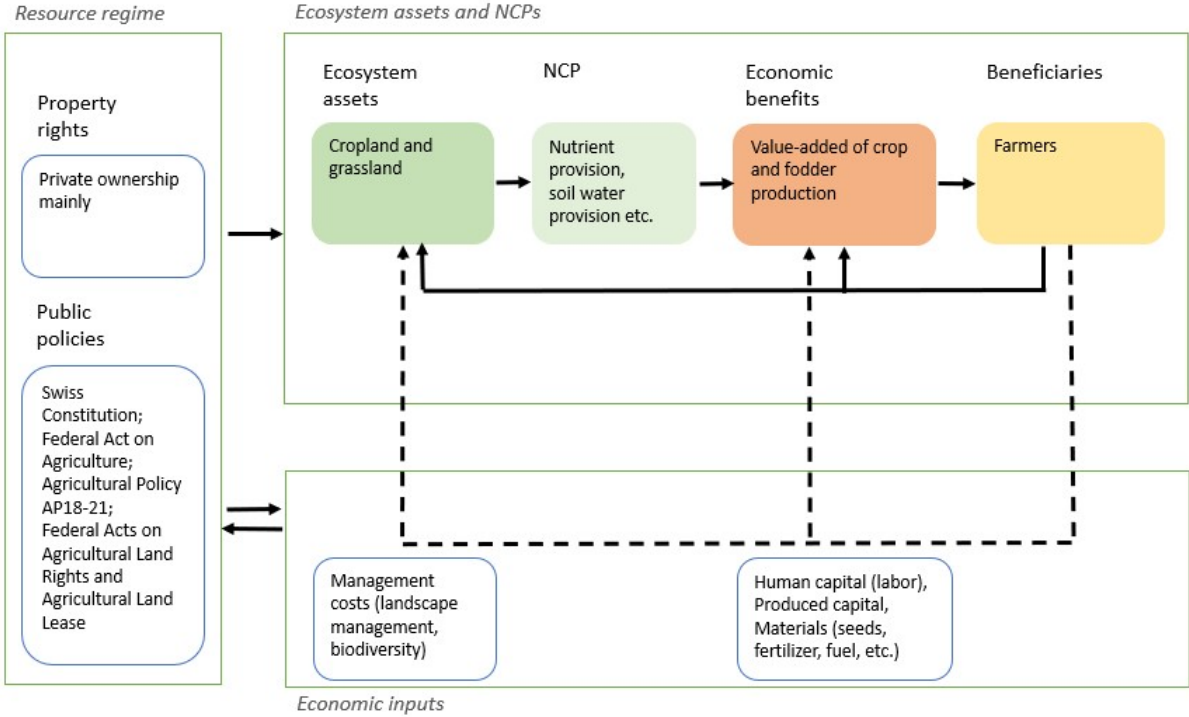 Resource regime
Property
rights
Private ownership
mainly
Public
policies
Swiss
Constitution;
Federal Act on
Agriculture;
Agricultural Policy
AP18-21;
Federal Acts on
Agricultural Land
Rights and
Agricultural Land
Lease
Ecosystem assets and NCPs
Ecosystem
assets
Cropland and
grassland
NCP
Nutrient
provision,
soil water
provision etc.
Economic
benefits
Value-added of crop
and fodder
production
Beneficiaries
Farmers
Management
costs (landscape
management,
biodiversity)
Human capital (labor),
Produced capital,
Materials (seeds,
fertilizer, fuel, etc.)
Economic inputs